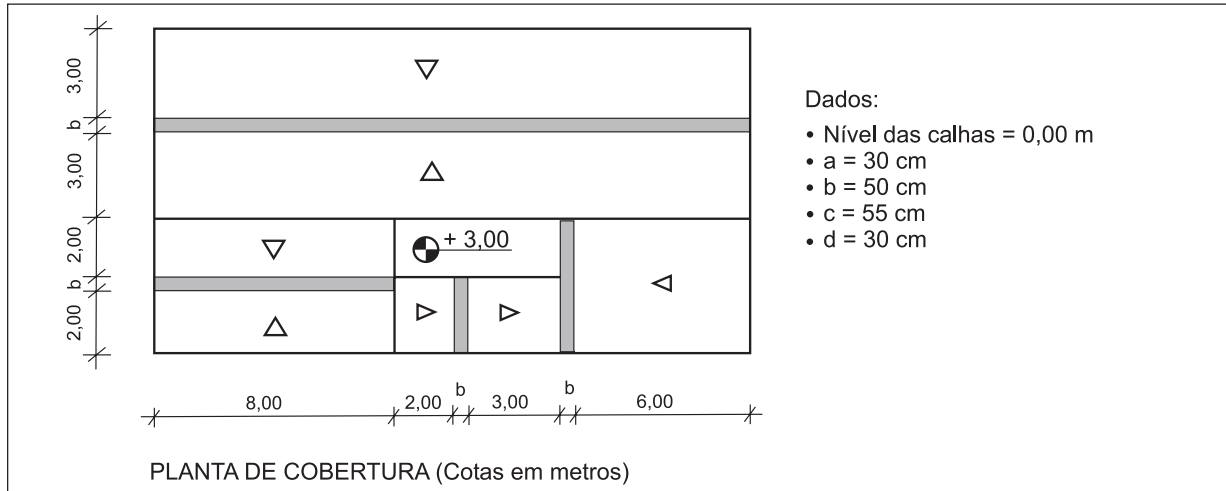 3,00
b
3,00
2,00
b
2,00
+ 3,00
8,00
2,00
b
3,00
b
6,00
PLANTA DE COBERTURA (Cotas em metros)
Dados:
• Nível das calhas = 0,00 m
• a = 30 cm
• b = 50 cm
• c = 55 cm
• d = 30 cm